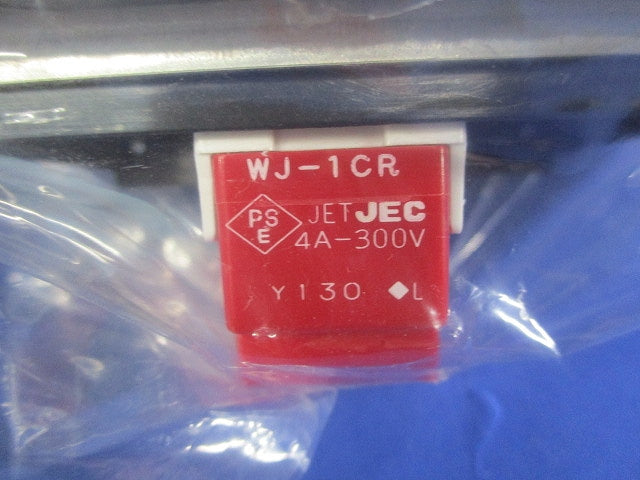 WJ-1CR
PS
E
JET JEC
4A-300V
Y130 ◆L